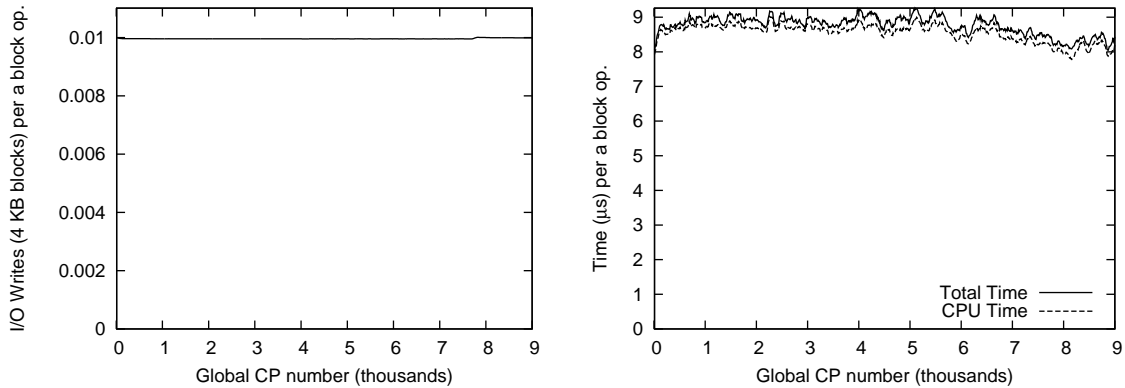 I/O Writes (4 KB blocks) per a block op.
0.01
0.008
0.006
0.004
0.002
0
0 1 2 3 4 5 6 7 8 9
Global CP number (thousands)
Time (μs) per a block op.
9
8
7
6
5
4
3
2
1
0
Total Time
CPU Time
0 1 2 3 4 5 6 7 8 9
Global CP number (thousands)